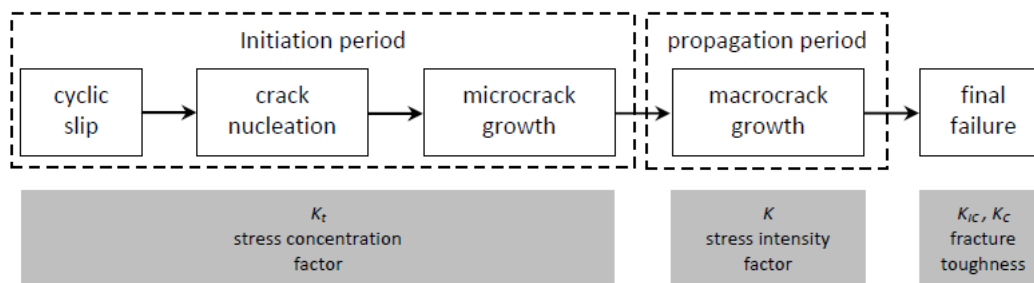 Initiation period
propagation period
cyclic
slip
crack
nucleation
microcrack
growth
macrocrack
growth
final
failure
K_t
stress concentration
factor
K
stress intensity
factor
K_IC, K_C
fracture
toughness